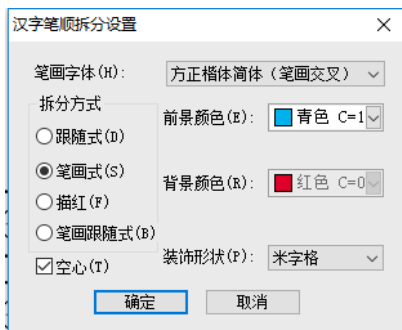 汉字笔顺拆分设置
笔画字体(H): 方正楷体简体（笔画交叉）
拆分方式
前景颜色(E): 青色 C=1
跟随式(D)
笔画式(S)
背景颜色(R): 红色 C=0
描红(F)
笔画跟随式(B)
装饰形状(P): 米字格
空心(T)
确定 取消